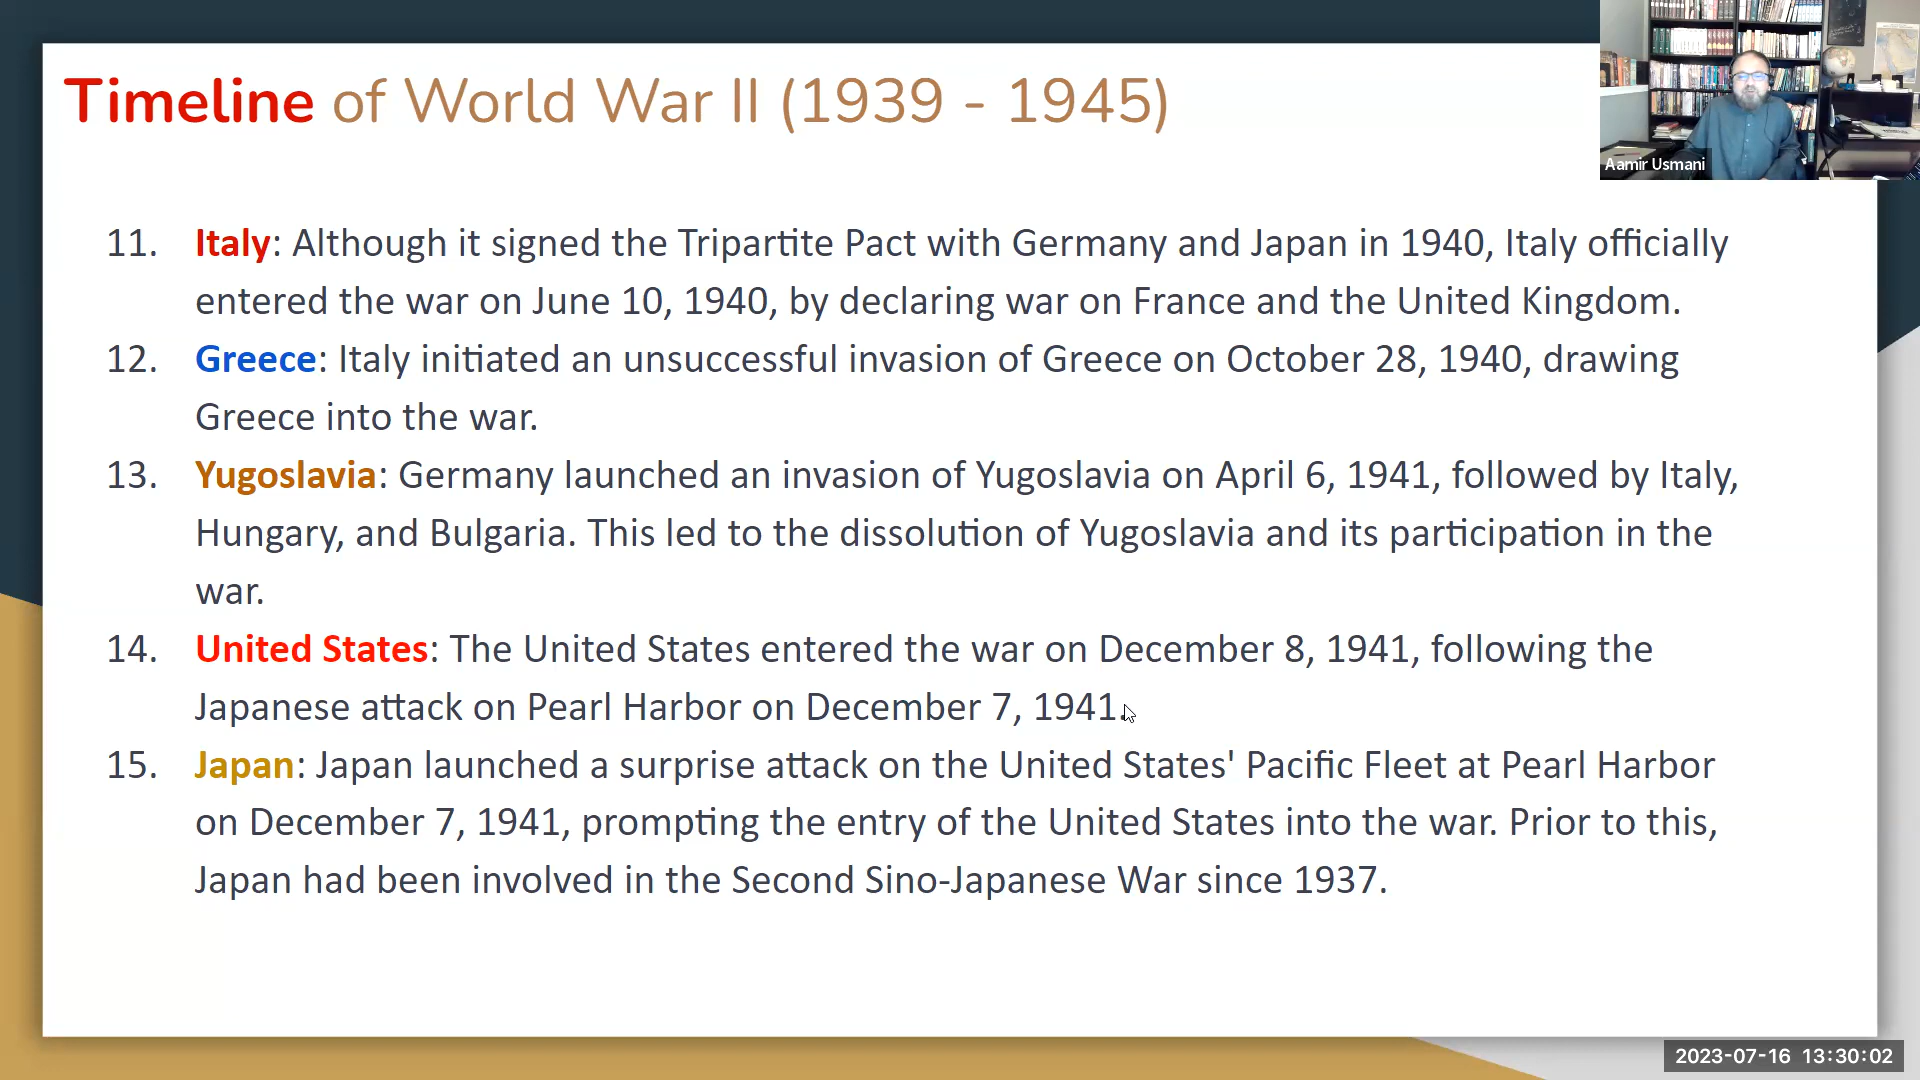 Timeline of World War II (1939 - 1945)
Aamir Usmani
11. Italy: Although it signed the Tripartite Pact with Germany and Japan in 1940, Italy officially
entered the war on June 10, 1940, by declaring war on France and the United Kingdom.
12. Greece: Italy initiated an unsuccessful invasion of Greece on October 28, 1940, drawing
Greece into the war.
13. Yugoslavia: Germany launched an invasion of Yugoslavia on April 6, 1941, followed by Italy,
Hungary, and Bulgaria. This led to the dissolution of Yugoslavia and its participation in the
war.
14. United States: The United States entered the war on December 8, 1941, following the
Japanese attack on Pearl Harbor on December 7, 1941.
15. Japan: Japan launched a surprise attack on the United States' Pacific Fleet at Pearl Harbor
on December 7, 1941, prompting the entry of the United States into the war. Prior to this,
Japan had been involved in the Second Sino-Japanese War since 1937.
2023-07-16 13:30:02